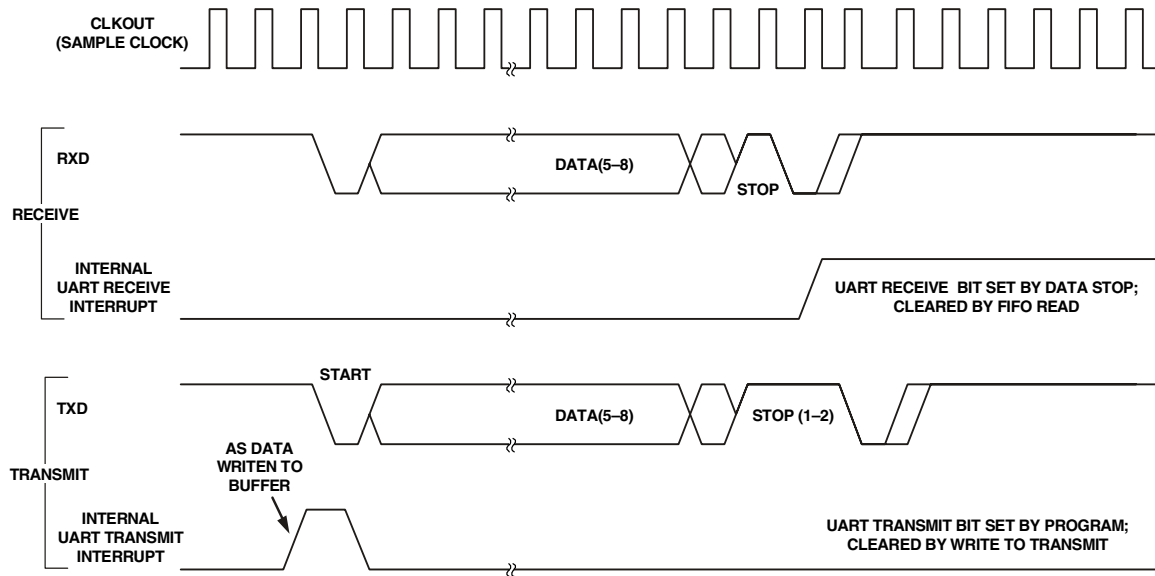 CLKOUT
(SAMPLE CLOCK)
RXD
DATA(5–8)
STOP
RECEIVE
INTERNAL
UART RECEIVE
INTERRUPT
UART RECEIVE BIT SET BY DATA STOP;
CLEARED BY FIFO READ
START
TXD
DATA(5–8)
STOP (1–2)
AS DATA
WRITEN TO
BUFFER
TRANSMIT
INTERNAL
UART TRANSMIT
INTERRUPT
UART TRANSMIT BIT SET BY PROGRAM;
CLEARED BY WRITE TO TRANSMIT